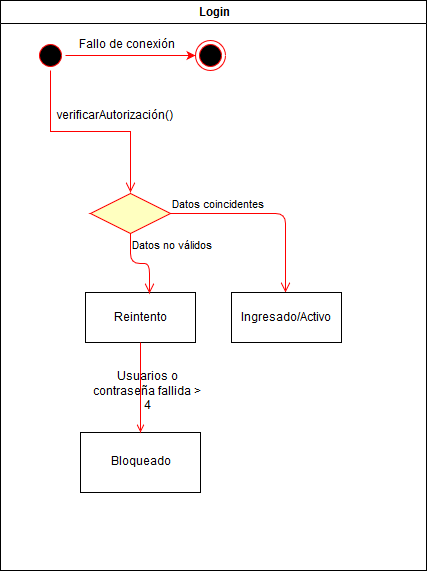 Login
Fallo de conexión
verificarAutorización()
Datos coincidentes
Datos no válidos
Reintento
Ingresado/Activo
Usuarios o
contraseña fallida >
4
Bloqueado